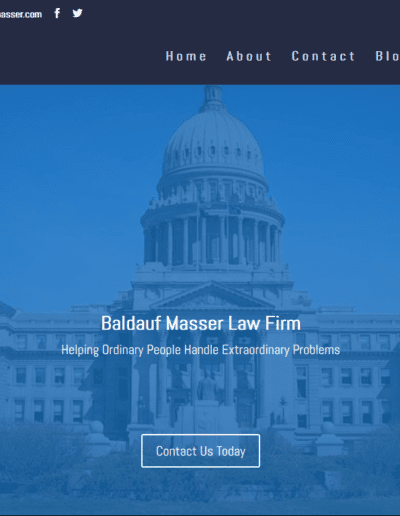 asser.com
Home About Contact Blo
Baldauf Masser Law Firm
Helping Ordinary People Handle Extraordinary Problems
Contact Us Today